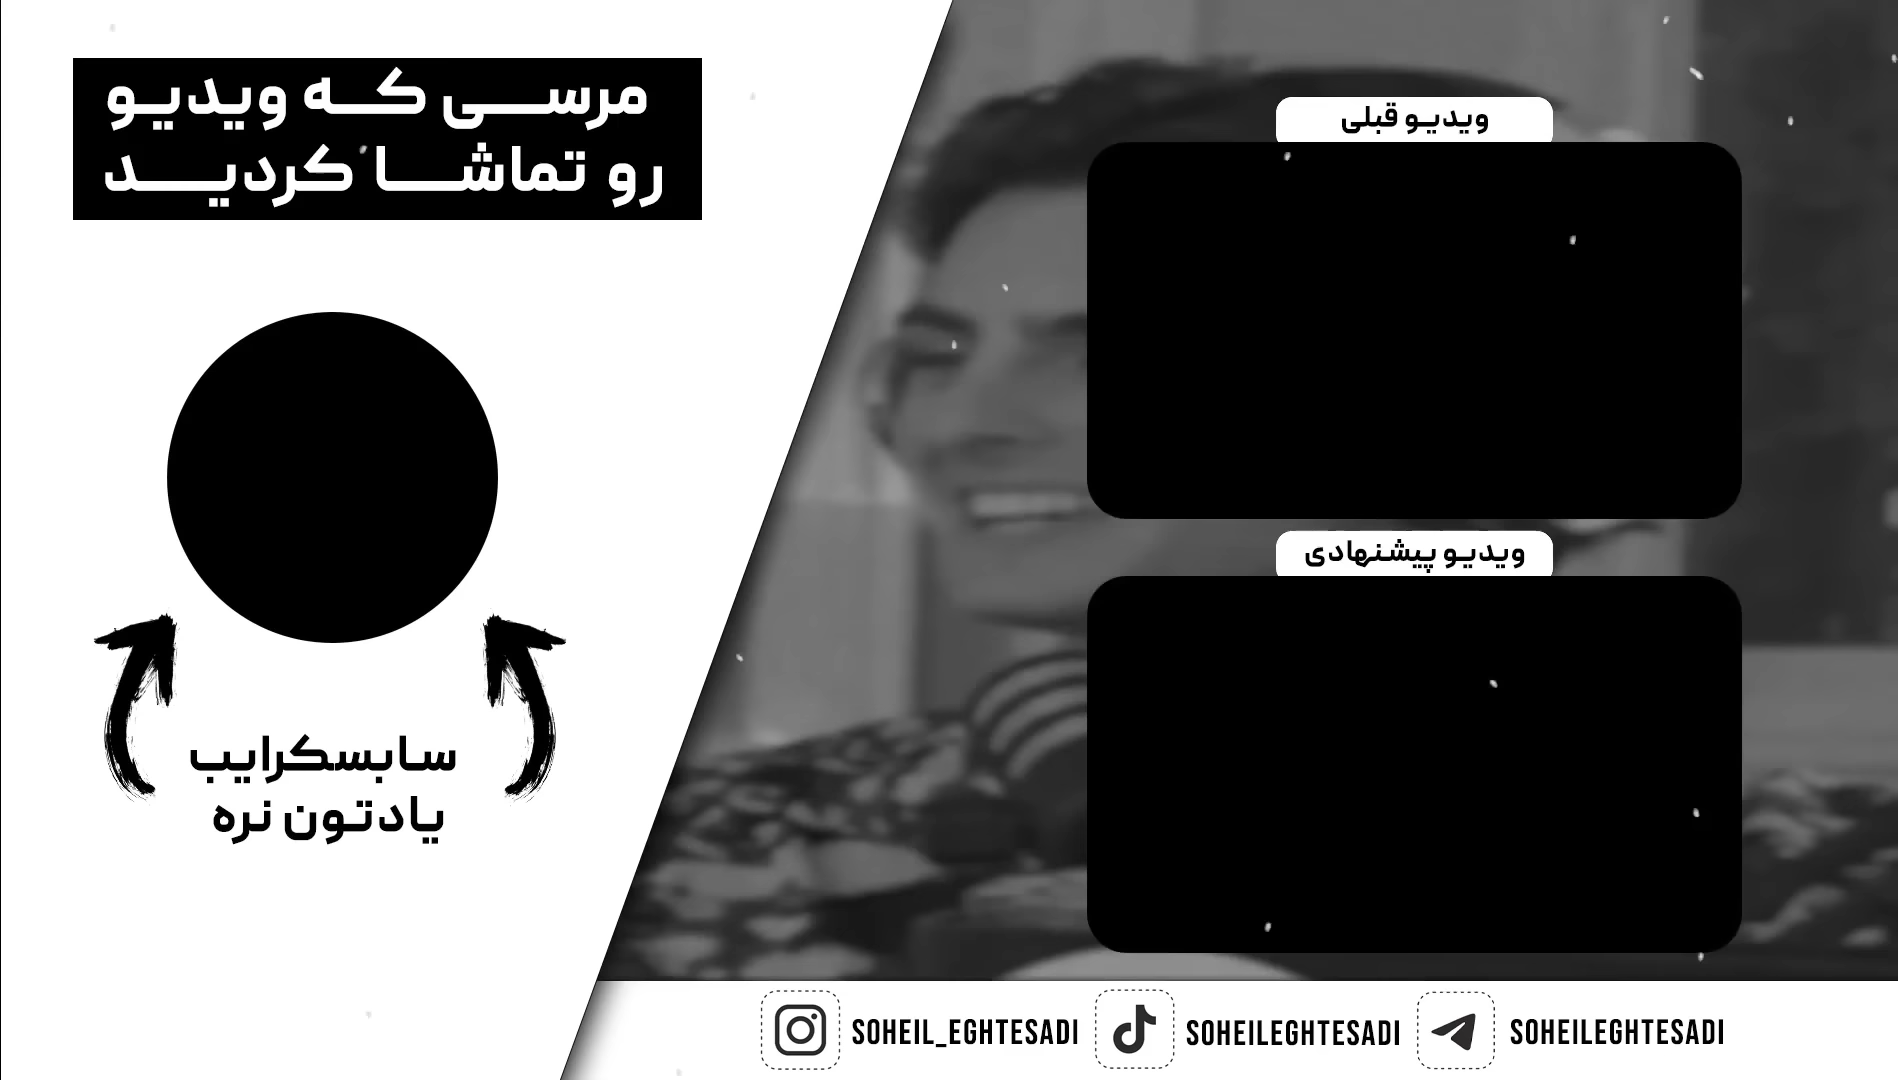 مرسی که ویدیو
رو تماشا کردید
سابسکرایب
یادتون نره
ویدیو قبلی
ویدیو پیشنهادی
SOHEIL_EGHTESADI
SOHEILEGHTESADI
SOHEILEGHTESADI